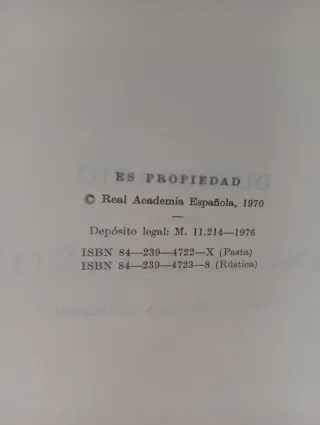 ES PROPIEDAD
© Real Academia Española, 1970
—
Depósito legal: M. 11.214—1976
ISBN 84—239—4722—X (Pasta)
ISBN 84—239—4723—8 (Rústica)